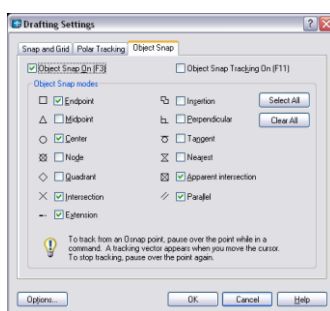 Drafting Settings
Snap and Grid Polar Tracking Object Snap
Object Snap On (F3) Object Snap Tracking On (F11)
Object Snap modes
Endpoint Insertion Select All
Midpoint Perpendicular Clear All
Center Tangent
Node Nearest
Quadrant Apparent intersection
Intersection Parallel
Extension
To track from an Osnap point, pause over the point while in a
command. A tracking vector appears when you move the cursor.
To stop tracking, pause over the point again.
Options... OK Cancel Help